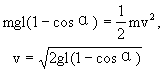 mgl(1-cos α) = 1/2 mv²,
v = √2gl(1-cos α)